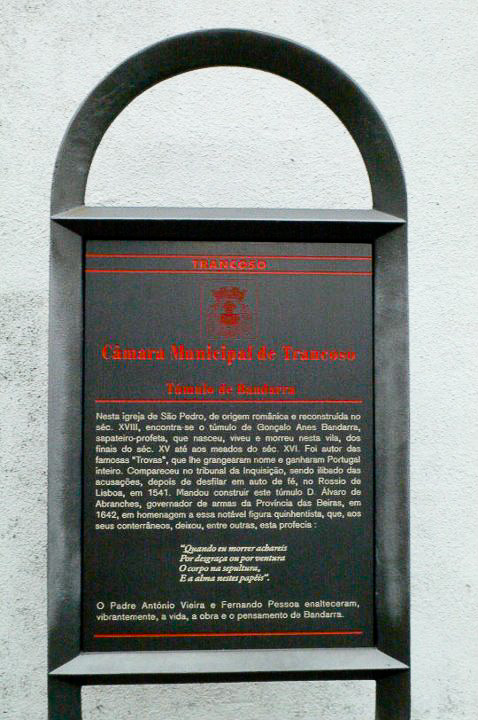 TRANCOSO
Câmara Municipal de Trancoso
Túmulo de Bandarra
Nesta igreja de São Pedro, de origem românica e reconstruída no
séc. XVIII, encontra-se o túmulo de Gonçalo Anes Bandarra,
sapateiro-profeta, que nasceu, viveu e morreu nesta vila, dos
finais do séc. XV até aos meados do séc. XVI. Foi autor das
famosas "Trovas", que lhe grangearam nome e ganharam Portugal
inteiro. Compareceu no tribunal da Inquisição, sendo ilibado das
acusações, depois de desfilar em auto de fé, no Rossio de
Lisboa, em 1541. Mandou construir este túmulo D. Álvaro de
Abranches, governador de armas da Província das Beiras, em
1642, em homenagem a essa notável figura quinhentista, que, aos
seus conterrâneos, deixou, entre outras, esta profecia :
"Quando eu morrer achareis
Por desgraça ou por ventura
O corpo na sepultura,
E a alma nestes papéis".
O Padre António Vieira e Fernando Pessoa enalteceram,
vibrantemente, a vida, a obra e o pensamento de Bandarra.